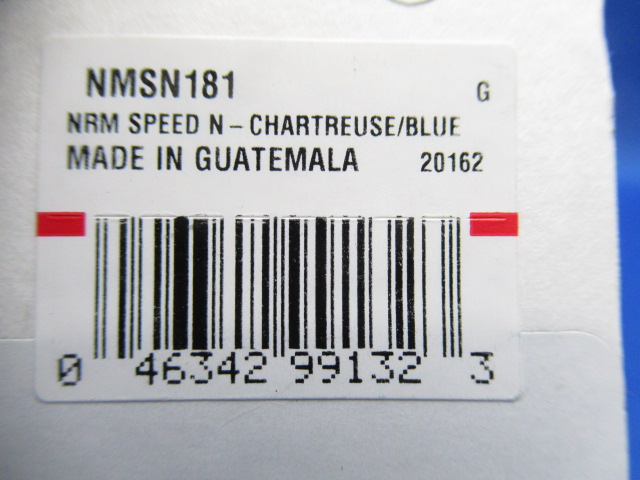 NMSN181 G
NRM SPEED N - CHARTREUSE/BLUE
MADE IN GUATEMALA 20162
0 46342 99132 3